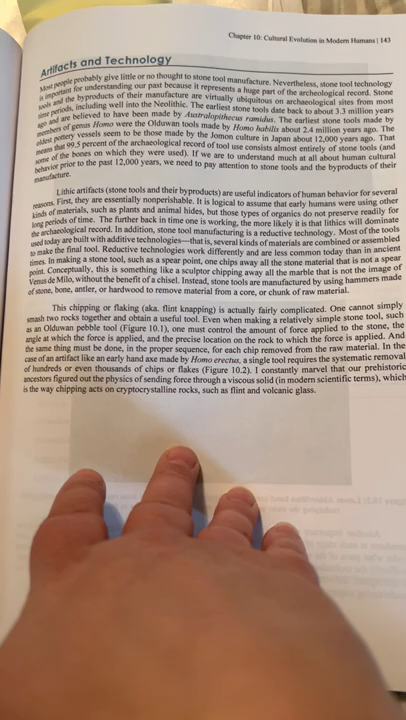 Chapter 10: Cultural Evolution in Modern Humans | 143
Artifacts and Technology
Most people probably give little or no thought to stone tool manufacture. Nevertheless, stone tool technology
is important for understanding our past because it represents a huge part of the archeological record. Stone
tools and the byproducts of their manufacture are virtually ubiquitous on archaeological sites from most
time periods, including well into the Neolithic. The earliest stone tools date back to about 3.3 million years
ago and are believed to have been made by Australopithecus ramidus. The earliest stone tools made by
members of genus Homo were the Olduwan tools made by Homo habilis about 2.4 million years ago. The
oldest pottery vessels seem to be those made by the Jomon culture in Japan about 12,000 years ago. That
means that 99.5 percent of the archaeological record of tool use consists almost entirely of stone tools (and
some of the bones on which they were used). If we are to understand much at all about human cultural
behavior prior to the past 12,000 years, we need to pay attention to stone tools and the byproducts of their
manufacture.
Lithic artifacts (stone tools and their byproducts) are useful indicators of human behavior for several
reasons. First, they are essentially nonperishable. It is logical to assume that early humans were using other
kinds of materials, such as plants and animal hides, but those types of organics do not preserve readily for
long periods of time. The further back in time one is working, the more likely it is that lithics will dominate
the archaeological record. In addition, stone tool manufacturing is a reductive technology. Most of the tools
used today are built with additive technologies—that is, several kinds of materials are combined or assembled
to make the final tool. Reductive technologies work differently and are less common today than in ancient
times. In making a stone tool, such as a spear point, one chips away all the stone material that is not a spear
point. Conceptually, this is something like a sculptor chipping away all the marble that is not the image of
Venus de Milo, without the benefit of a chisel. Instead, stone tools are manufactured by using hammers made
of stone, bone, antler, or hardwood to remove material from a core, or chunk of raw material.
This chipping or flaking (aka. flint knapping) is actually fairly complicated. One cannot simply
smash two rocks together and obtain a useful tool. Even when making a relatively simple stone tool, such
as an Olduwan pebble tool (Figure 10.1), one must control the amount of force applied to the stone, the
angle at which the force is applied, and the precise location on the rock to which the force is applied. And
the same thing must be done, in the proper sequence, for each chip removed from the raw material. In the
case of an artifact like an early hand axe made by Homo erectus, a single tool requires the systematic removal
of hundreds or even thousands of chips or flakes (Figure 10.2). I constantly marvel that our prehistoric
ancestors figured out the physics of sending force through a viscous solid (in modern scientific terms), which
is the way chipping acts on cryptocrystalline rocks, such as flint and volcanic glass.